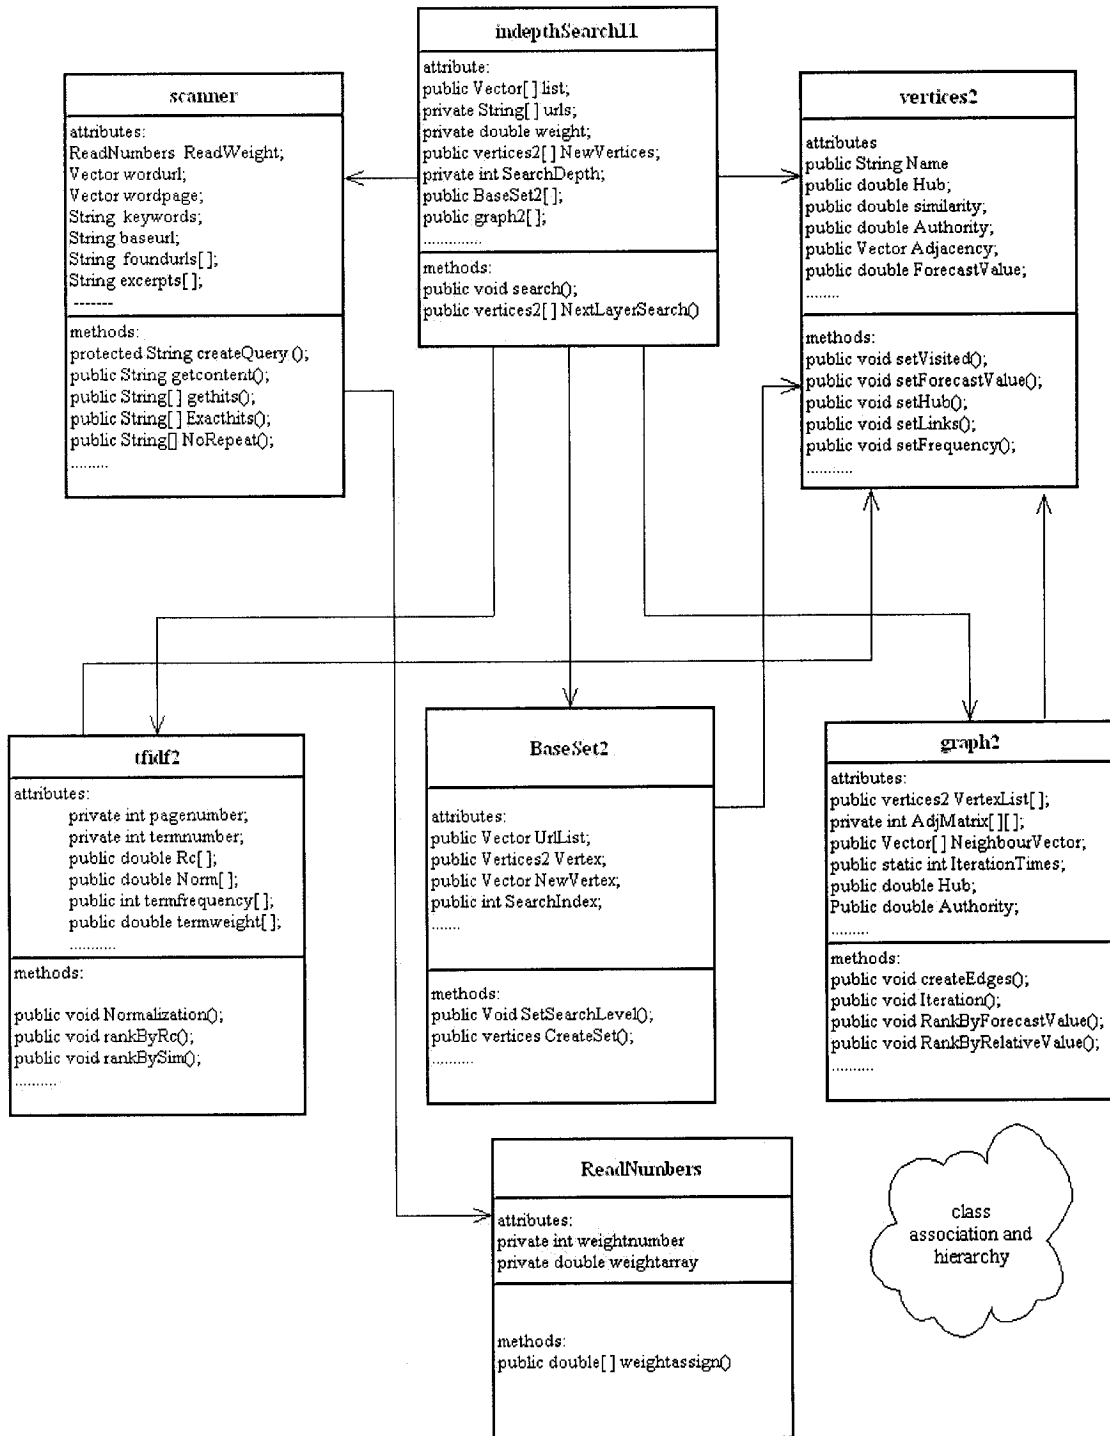 indepthSearch11
attribute:
public Vector[ ] list;
private String[ ] urls;
private double weight;
public vertices2[ ] NewVertices;
private int SearchDepth;
public BaseSet2[ ];
public graph2[ ];
..............
methods:
public void search();
public vertices2[ ] NextLayerSearch()
scanner
attributes:
ReadNumbers ReadWeight;
Vector wordurl;
Vector wordpage;
String keywords;
String baseurl;
String foundurls[ ];
String excerpts[ ];
-------
methods:
protected String createQuery ();
public String getcontent();
public String[ ] gethits();
public String[ ] Exacthits();
public String[] NoRepeat();
.........
vertices2
attributes
public String Name
public double Hub;
public double similarity;
public double Authority;
public Vector Adjacency;
public double ForecastValue;
........
methods:
public void setVisited();
public void setForecastValue();
public void setHub();
public void setLinks();
public void setFrequency();
...........
tfidf2
attributes:
private int pagenumber;
private int termnumber;
public double Rc[ ];
public double Norm[ ];
public int termfrequency[ ];
public double termweight[ ];
...........
methods:
public void Normalization();
public void rankByRc();
public void rankBySim();
..........
BaseSet2
attributes:
public Vector UrlList;
public Vertices2 Vertex;
public Vector NewVertex;
public int SearchIndex;
.......
methods:
public Void SetSearchLevel();
public vertices CreateSet();
..........
graph2
attributes:
public vertices2 VertexList[ ];
private int AdjMatrix[ ][ ];
public Vector[ ] NeighbourVector;
public static int IterationTimes;
public double Hub;
Public double Authority;
.........
methods:
public void createEdges();
public void Iteration();
public void RankByForecastValue();
public void RankByRelativeValue();
..........
ReadNumbers
attributes:
private int weightnumber
private double weightarray
methods:
public double[ ] weightassign()
class
association and
hierarchy